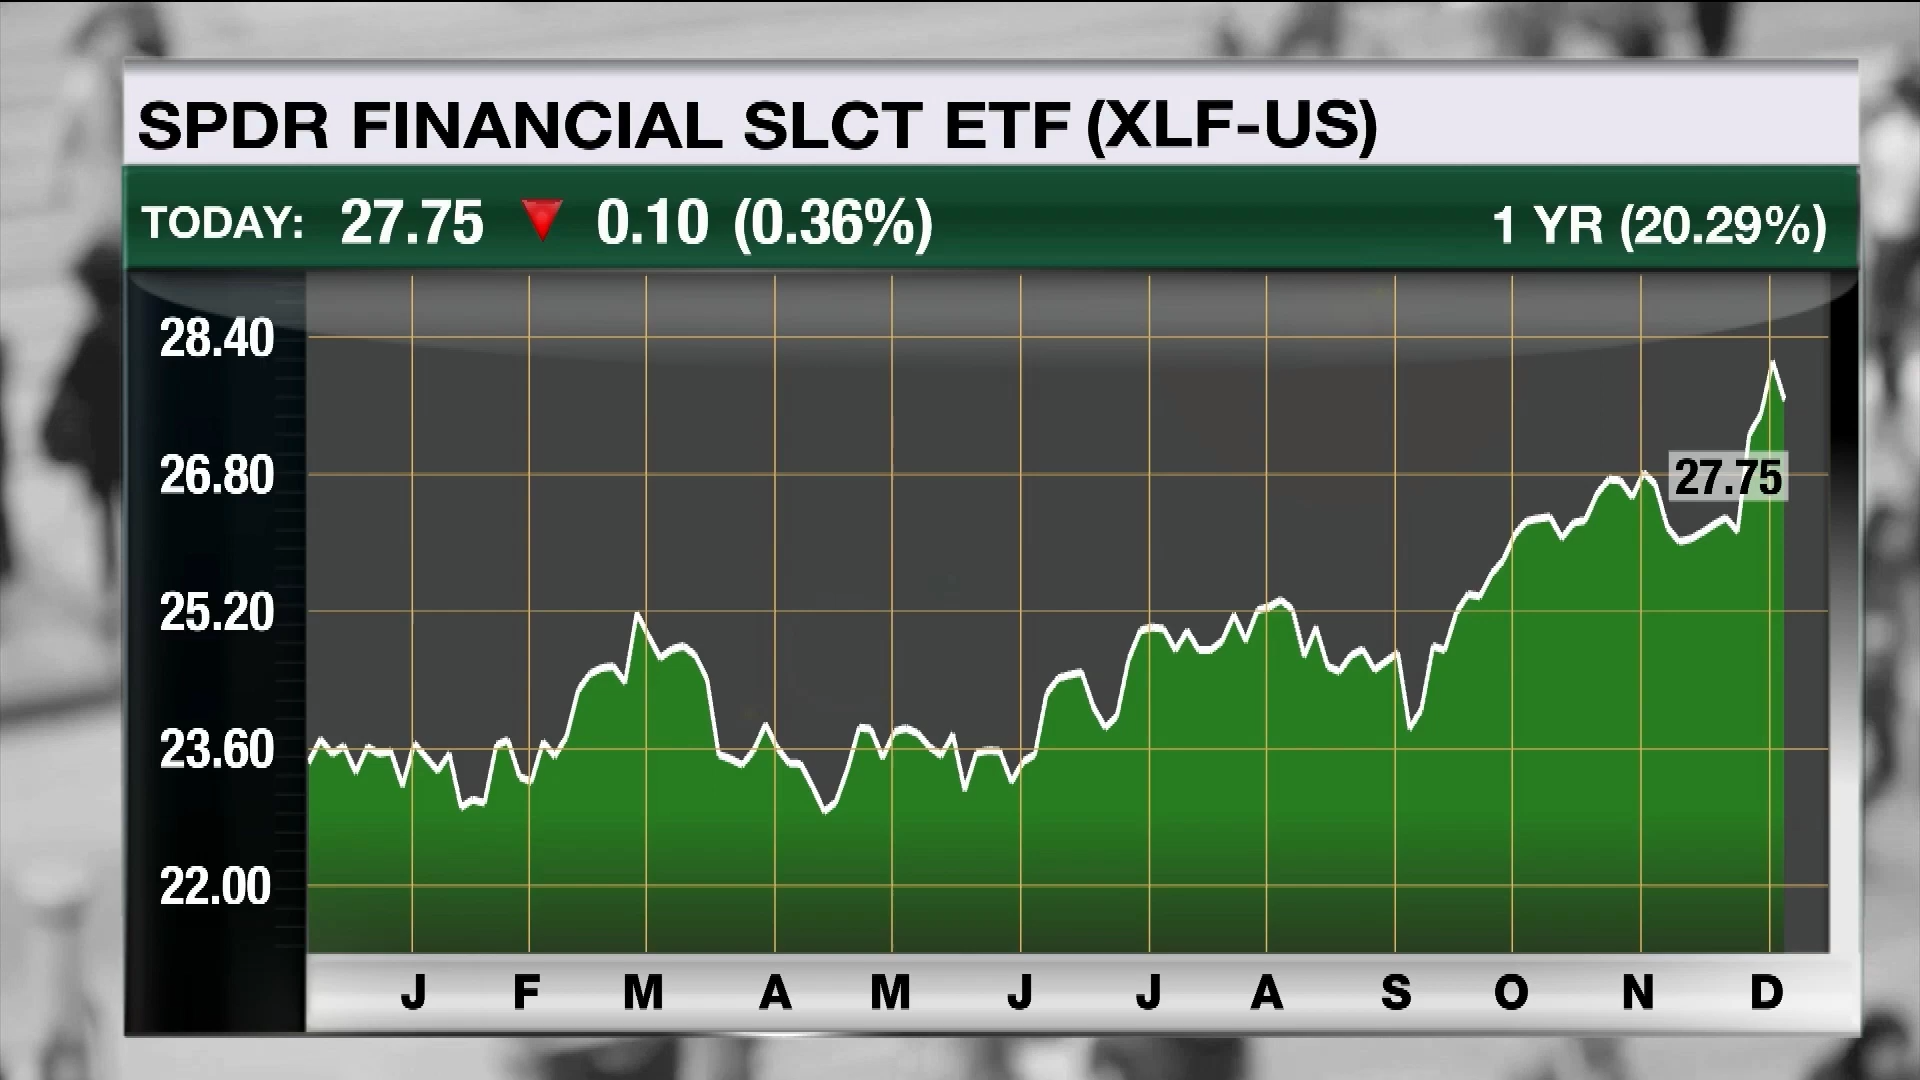 SPDR FINANCIAL SLCT ETF (XLF-US)
TODAY: 27.75 ▼ 0.10 (0.36%) 1 YR (20.29%)
28.40
26.80
27.75
25.20
23.60
22.00
J F M A M J J A S O N D